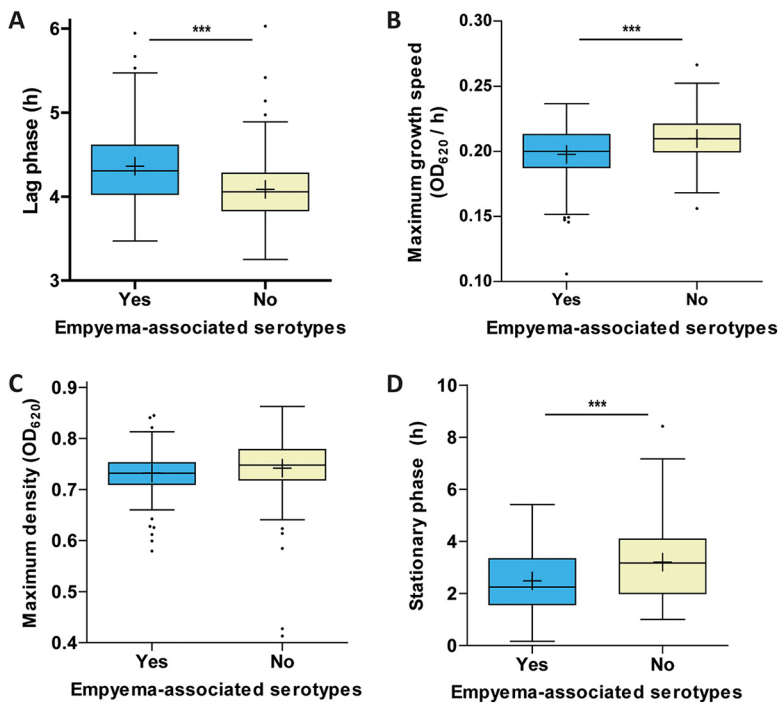 A
Lag phase (h)
6
5
4
3
***
Yes
No
Empyema-associated serotypes
B
Maximum growth speed
(OD620 / h)
0.30
0.25
0.20
0.15
0.10
***
Yes
No
Empyema-associated serotypes
C
Maximum density (OD620)
0.9
0.8
0.7
0.6
0.5
0.4
Yes
No
Empyema-associated serotypes
D
Stationary phase (h)
10
8
6
4
2
0
***
Yes
No
Empyema-associated serotypes